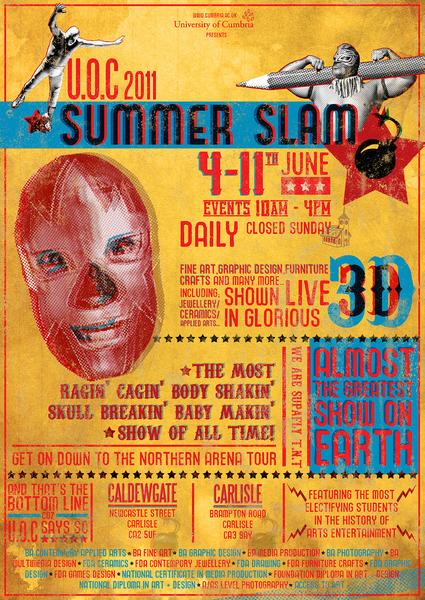 WWW.CUMBRIA.AC.UK
University of Cumbria
PRESENTS
U.O.C 2011
SUMMER SLAM
4-11TH JUNE
EVENTS 10AM - 4PM
DAILY CLOSED SUNDAY
FINE ART, GRAPHIC DESIGN, FURNITURE
CRAFTS AND MANY MORE
INCLUDING;
JEWELLERY/
CERAMICS/
APPLIED ARTS...
SHOWN LIVE
IN GLORIOUS
3D
THE MOST
RAGIN' CAGIN' BODY SHAKIN'
SKULL BREAKIN' BABY MAKIN'
SHOW OF ALL TIME!
GET ON DOWN TO THE NORTHERN ARENA TOUR
WE ARE SUPAFLY T.N.T
ALMOST
THE GREATEST
SHOW ON
EARTH
AND THAT'S THE
BOTTOM LINE
COZ
U.O.C SAYS SO
CALDEWGATE
NEWCASTLE STREET
CARLISLE
CA2 5UF
CARLISLE
BRAMPTON ROAD
CARLISLE
CA3 9AY
FEATURING THE MOST
ELECTIFYING STUDENTS
IN THE HISTORY OF
ARTS ENTERTAINMENT
BA CONTEMPORARY APPLIED ARTS • BA FINE ART • BA GRAPHIC DESIGN • BA MEDIA PRODUCTION • BA PHOTOGRAPHY • BA
MULTIMEDIA DESIGN • FDA CERAMICS • FDA CONTEMPORY JEWELLERY • FDA DRAWING • FDA FURNITURE CRAFTS • FDA GRAPHIC
DESIGN • FDA GAMES DESIGN • NATIONAL CERTIFICATE IN MEDIA PRODUCTION • FOUNDATION DIPLOMA IN ART + DESIGN
NATIONAL DIPLOMA IN ART + DESIGN • A/AS LEVEL PHOTOGRAPHY • ACCESS TO ART